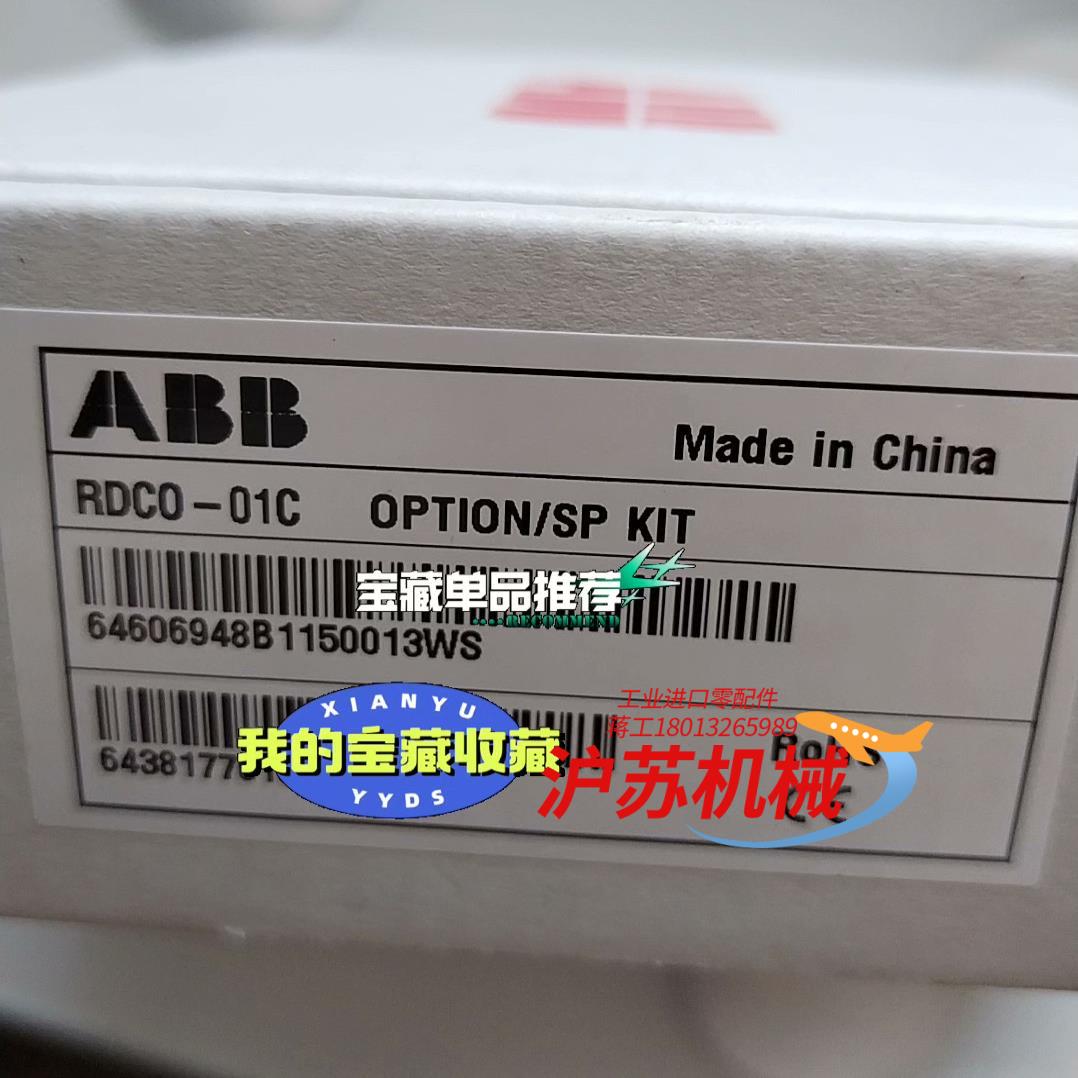 ABB
Made in China
RDCO-01C OPTION/SP KIT
宝藏单品推荐
RECOMMEND
64606948B1150013WS
XIANYU
我的宝藏收藏
YYDS
工业进口零配件
蒋工18013265989
沪苏机械
RoHS